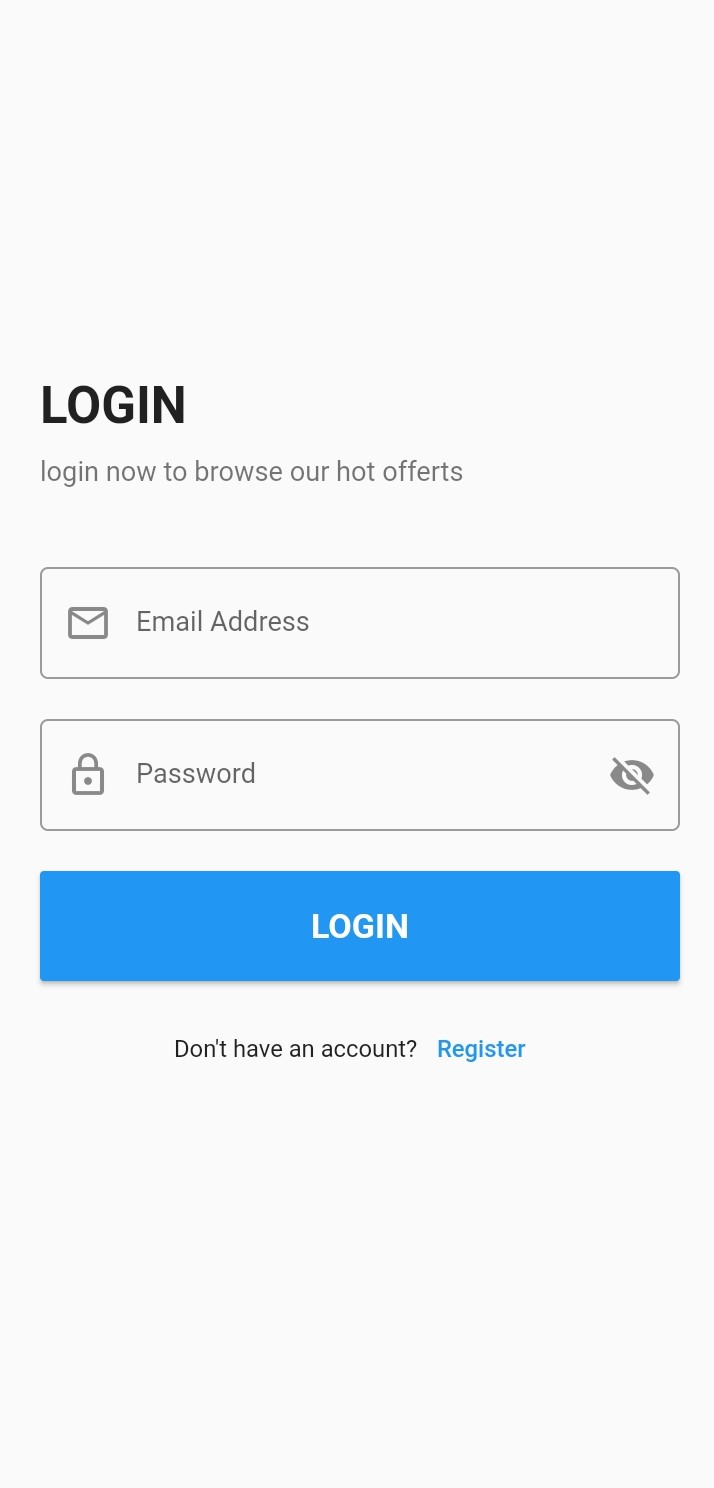 LOGIN
login now to browse our hot offerts
Email Address
Password
LOGIN
Don't have an account? Register